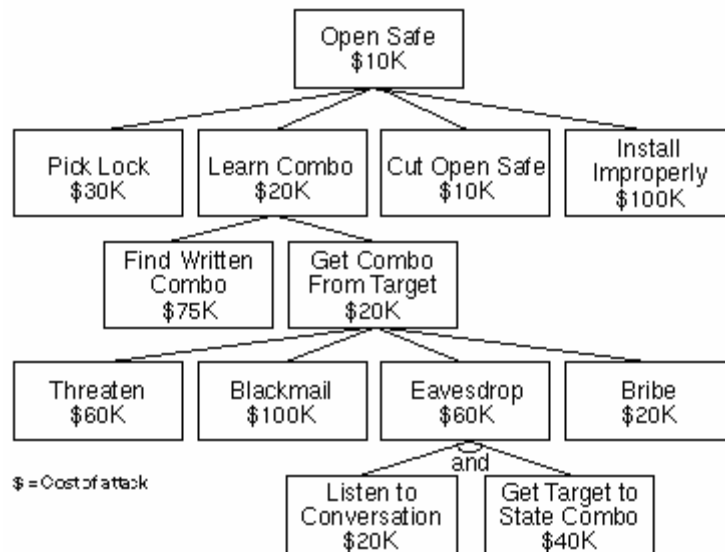 Open Safe
$10K
Pick Lock
$30K
Learn Combo
$20K
Cut Open Safe
$10K
Install
Improperly
$100K
Find Written
Combo
$75K
Get Combo
From Target
$20K
Threaten
$60K
Blackmail
$100K
Eavesdrop
$60K
Bribe
$20K
and
$ = Cost of attack
Listen to
Conversation
$20K
Get Target to
State Combo
$40K